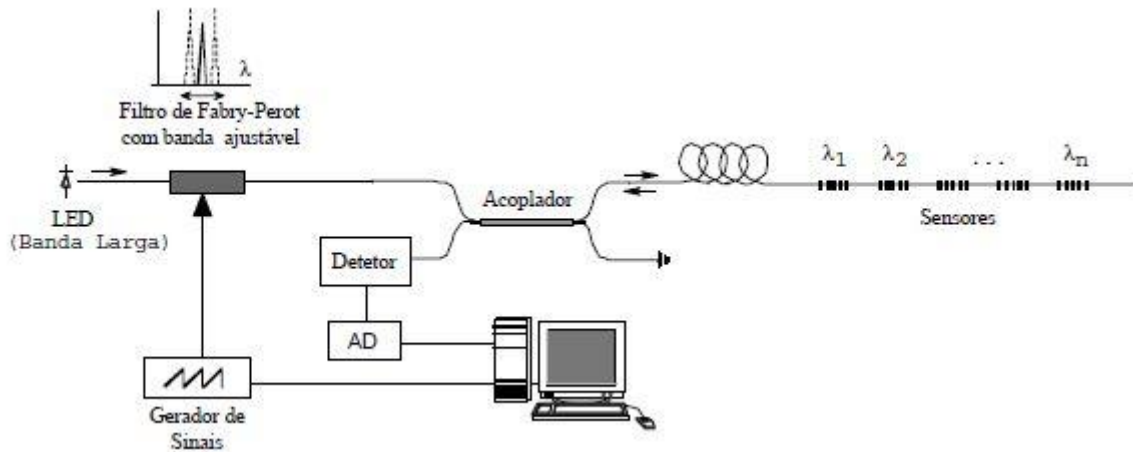 λ
Filtro de Fabry-Perot
com banda ajustável
LED
(Banda Larga)
Acoplador
λ1 λ2 ... λn
Sensores
Detetor
AD
Gerador de
Sinais